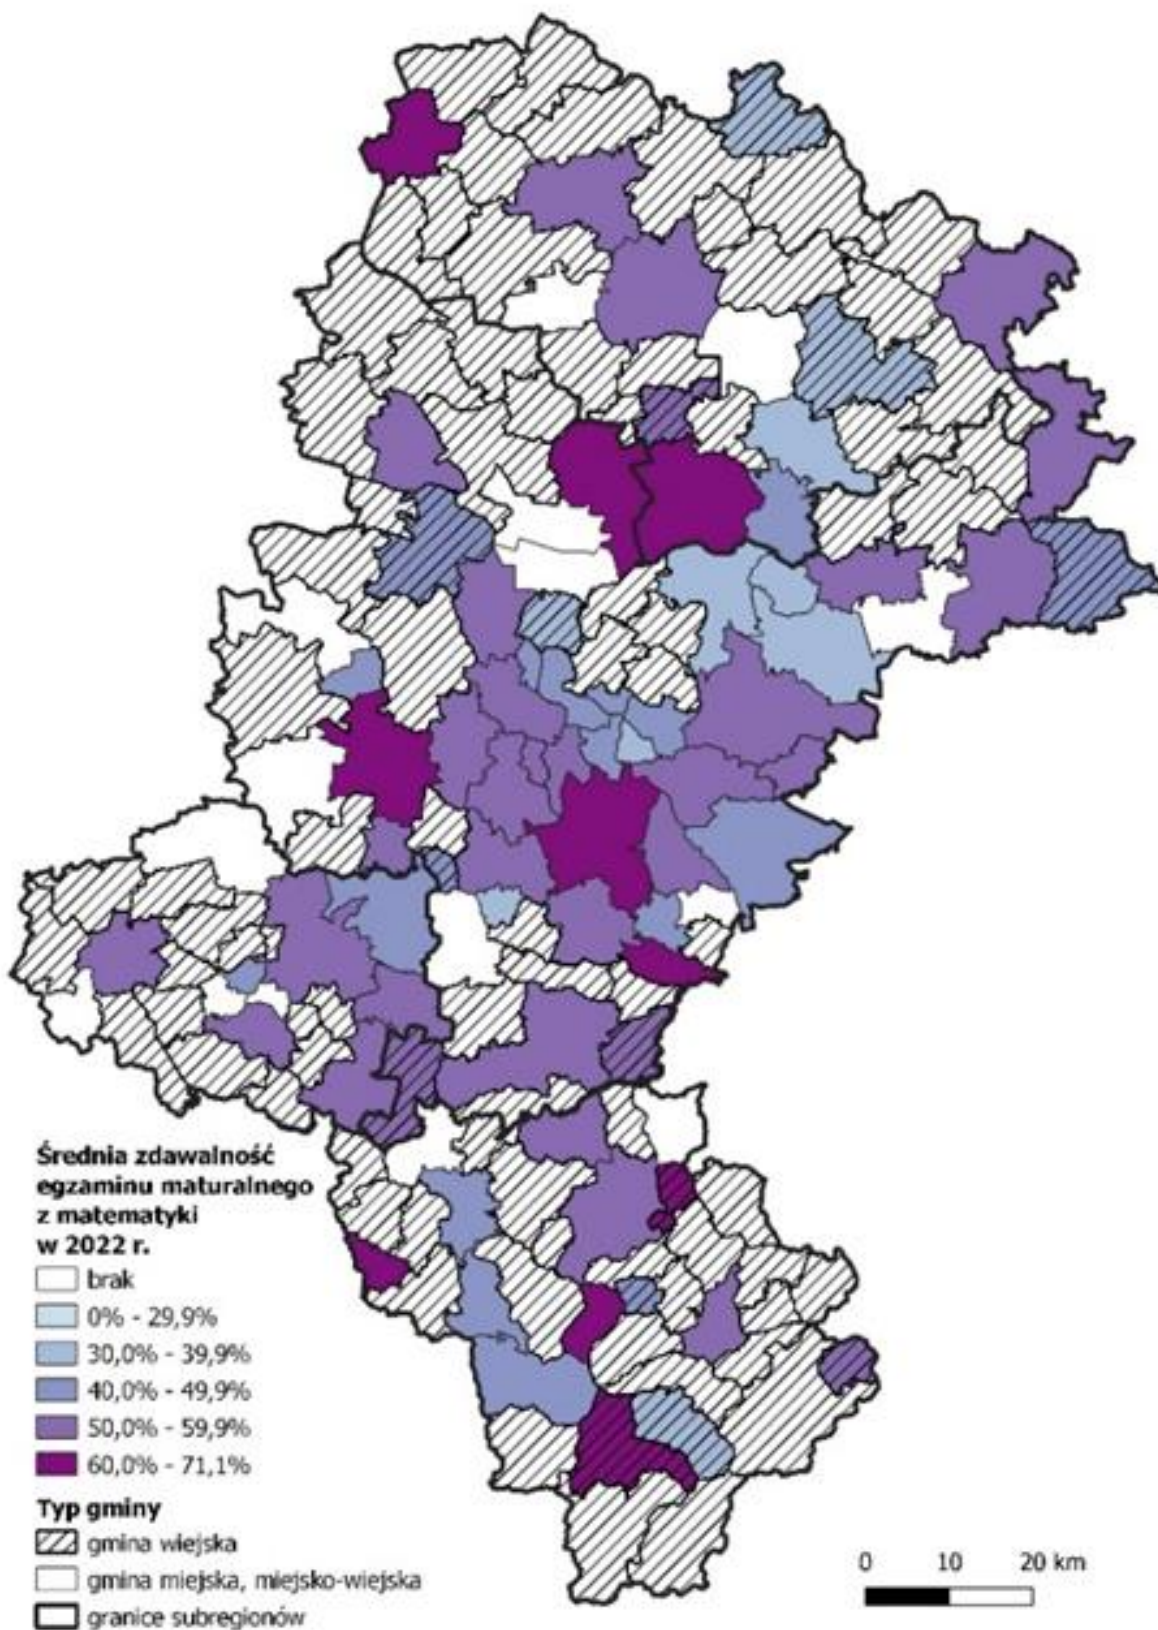 Średnia zdawalność
egzaminu maturalnego
z matematyki
w 2022 r.
brak
0% - 29,9%
30,0% - 39,9%
40,0% - 49,9%
50,0% - 59,9%
60,0% - 71,1%
Typ gminy
gmina wiejska
gmina miejska, miejsko-wiejska
granice subregionów
0 10 20 km